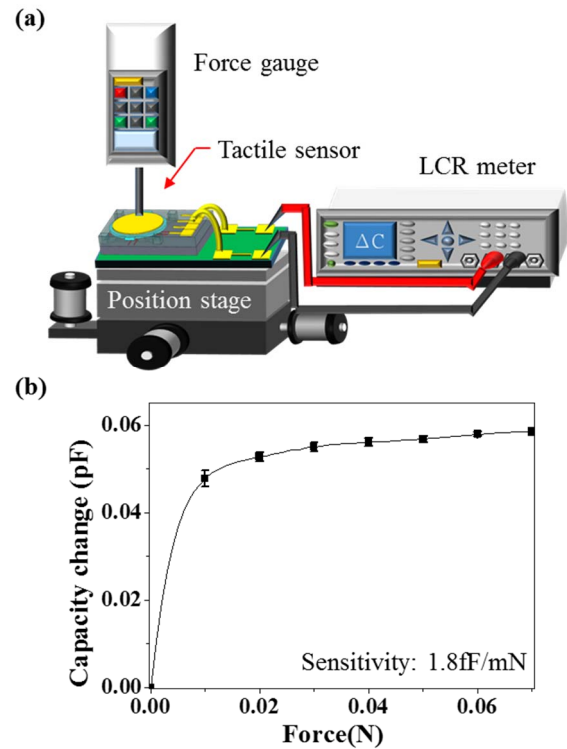 (a)
Force gauge
Tactile sensor
LCR meter
ΔC
Position stage
(b)
Capacity change (pF)
0.06
0.04
0.02
0.00
Sensitivity: 1.8fF/mN
0.00 0.02 0.04 0.06
Force(N)